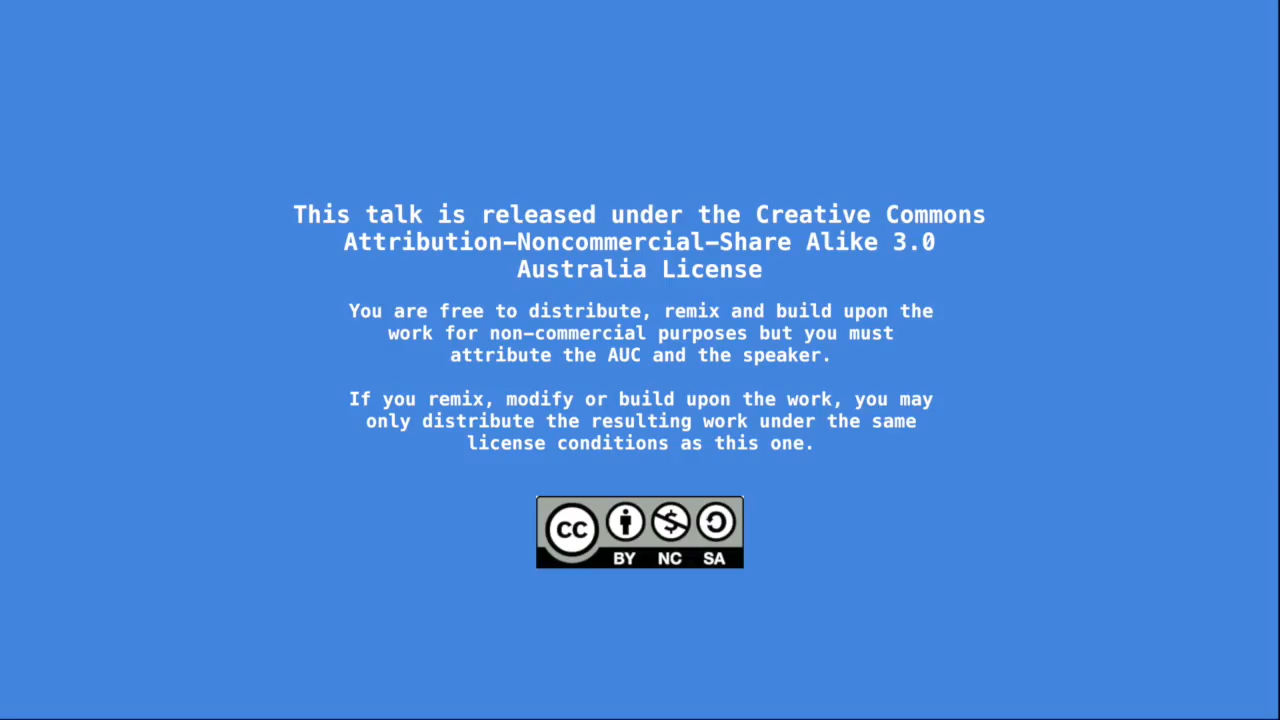 This talk is released under the Creative Commons
Attribution–Noncommercial–Share Alike 3.0
Australia License
You are free to distribute, remix and build upon the
work for non–commercial purposes but you must
attribute the AUC and the speaker.
If you remix, modify or build upon the work, you may
only distribute the resulting work under the same
license conditions as this one.
CC
BY NC SA